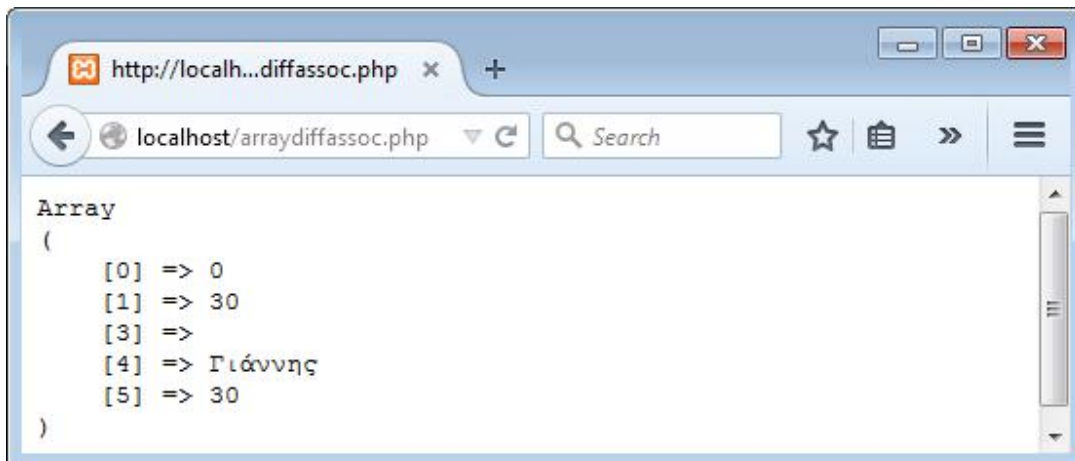 http://localh...diffassoc.php
localhost/arraydiffassoc.php Search
Array
(
[0] => 0
[1] => 30
[3] =>
[4] => Γιάννης
[5] => 30
)